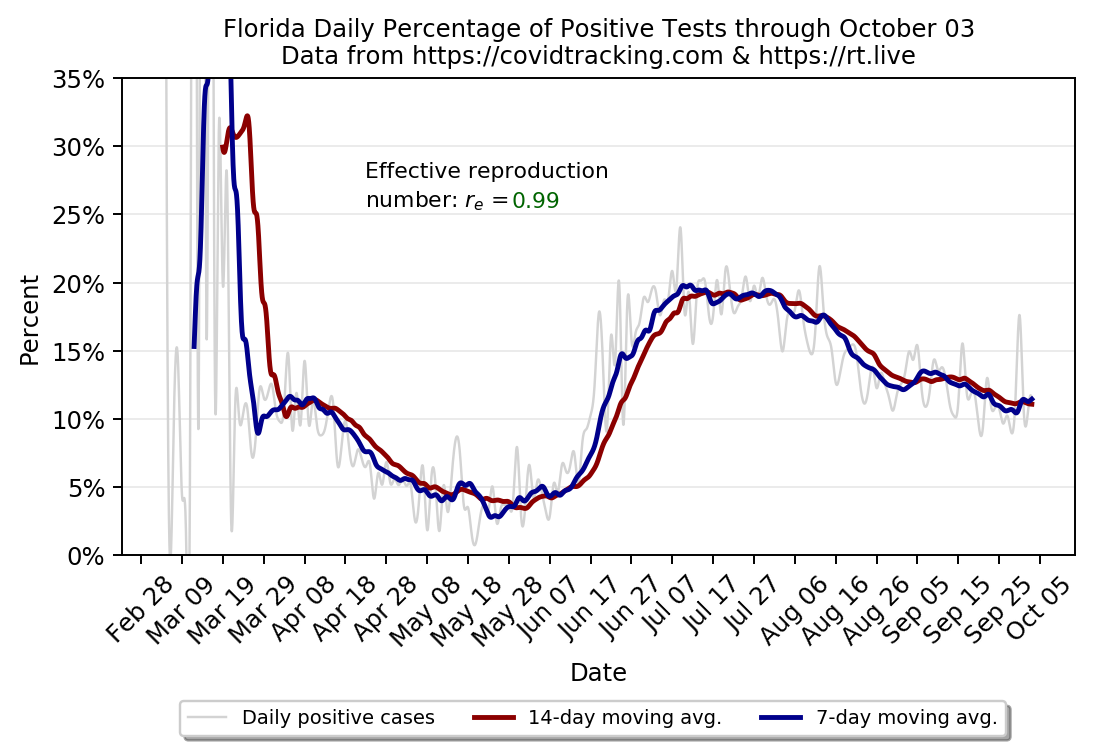 Florida Daily Percentage of Positive Tests through October 03
Data from https://covidtracking.com & https://rt.live
35%
30%
25%
20%
15%
10%
5%
0%
Percent
Effective reproduction
number: rₑ = 0.99
Feb 28
Mar 09
Mar 19
Mar 29
Apr 08
Apr 18
Apr 28
May 08
May 18
May 28
Jun 07
Jun 17
Jun 27
Jul 07
Jul 17
Jul 27
Aug 06
Aug 16
Aug 26
Sep 05
Sep 15
Sep 25
Oct 05
Date
Daily positive cases
14-day moving avg.
7-day moving avg.